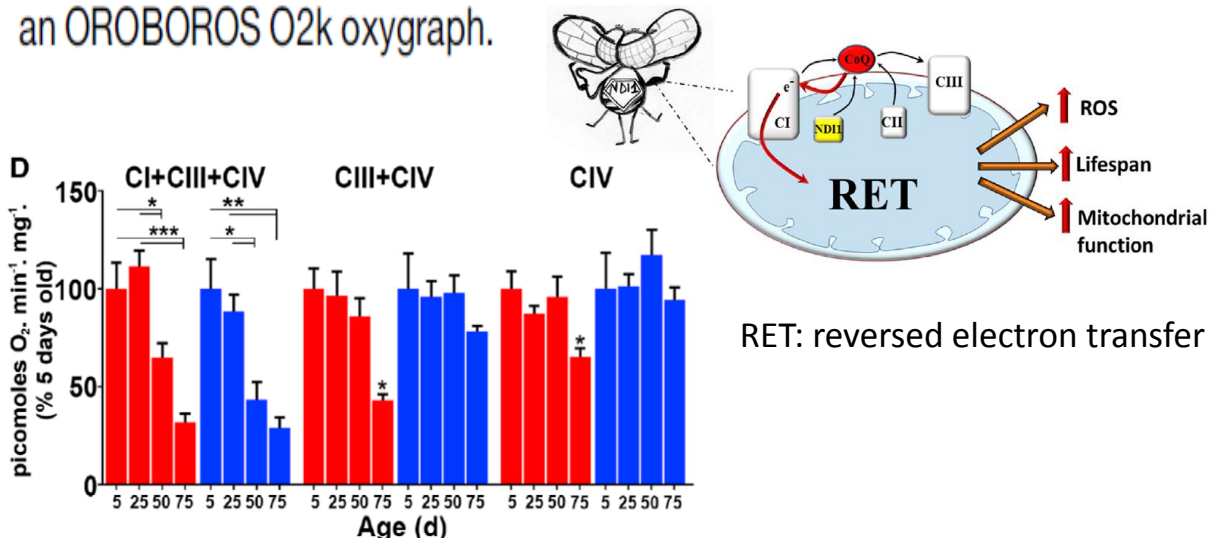 an OROBOROS O2k oxygraph.
NDI1
CoQ
e⁻
CI
NDI1
CII
CIII
RET
ROS
Lifespan
Mitochondrial
function
RET: reversed electron transfer
D
CI+CIII+CIV
CIII+CIV
CIV
picomoles O₂. min⁻¹. mg⁻¹.
(% 5 days old)
150
100
50
0
* ** *** * * *
5 25 50 75 5 25 50 75 5 25 50 75 5 25 50 75 5 25 50 75 5 25 50 75
Age (d)